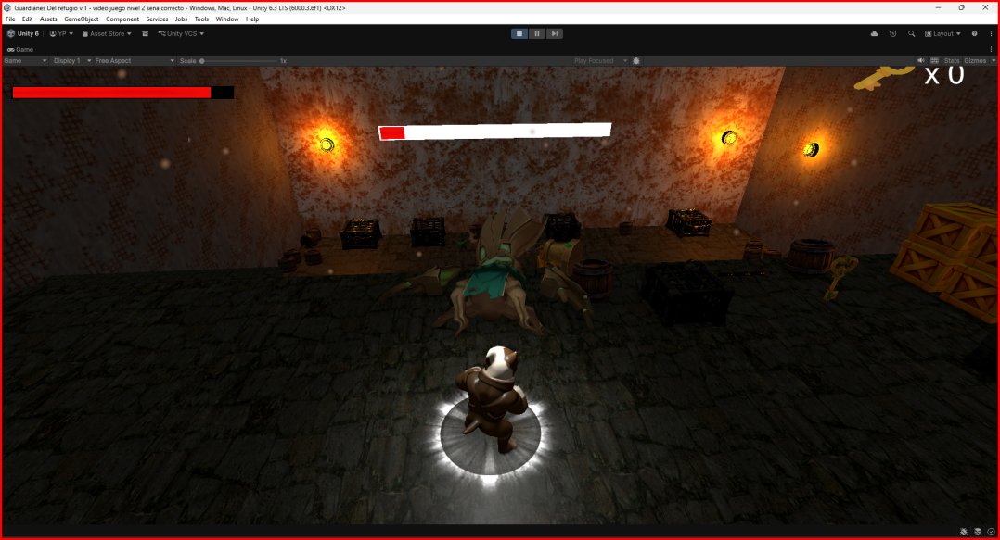 Guardianes Del refugio v.1 - video juego nivel 2 sena correcto - Windows, Mac, Linux - Unity 6.3 LTS (6000.3.6f1) <DX12>
File Edit Assets GameObject Component Services Jobs Tools Window Help
Unity 6 YP Asset Store Unity VCS Layout
Game
Game Display 1 Free Aspect Scale 1x Play Focused Stats Gizmos
x 0